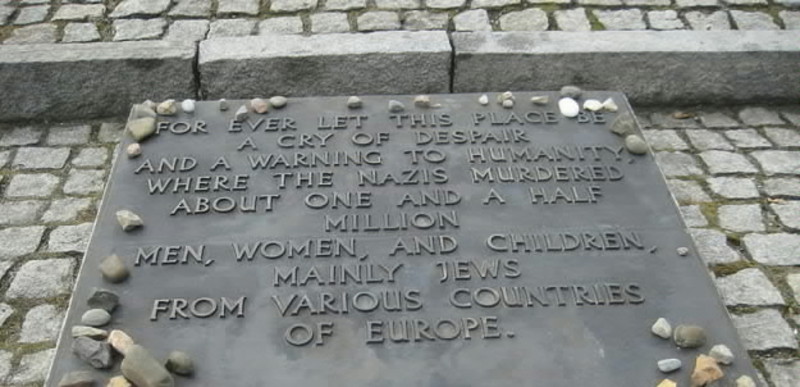 FOR EVER LET THIS PLACE BE
A CRY OF DESPAIR
AND A WARNING TO HUMANITY,
WHERE THE NAZIS MURDERED
ABOUT ONE AND A HALF
MILLION
MEN, WOMEN, AND CHILDREN,
MAINLY JEWS
FROM VARIOUS COUNTRIES
OF EUROPE.